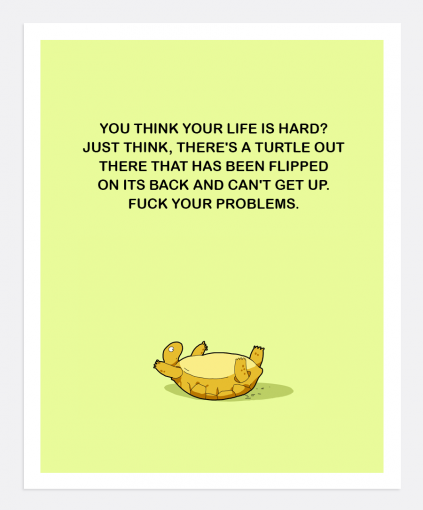 YOU THINK YOUR LIFE IS HARD?
JUST THINK, THERE'S A TURTLE OUT
THERE THAT HAS BEEN FLIPPED
ON ITS BACK AND CAN'T GET UP.
FUCK YOUR PROBLEMS.